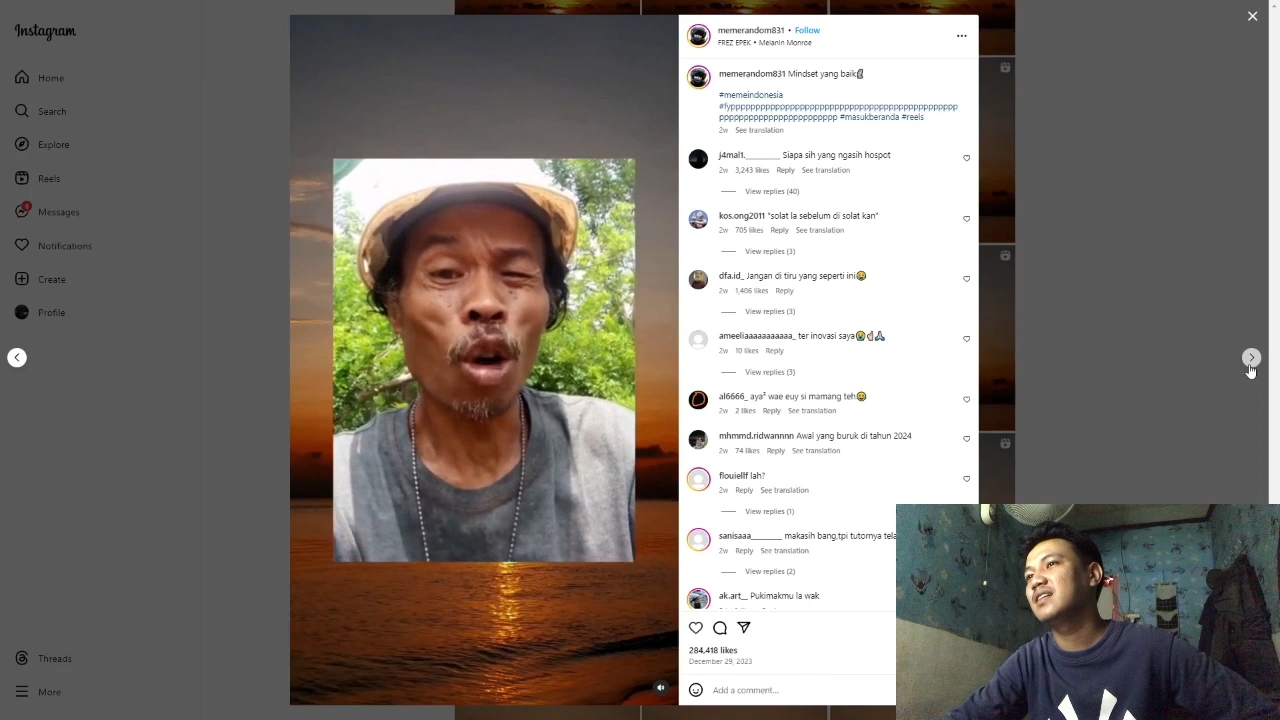 Instagram
Home
Search
Explore
Reels
Messages
Notifications
Create
Profile
Threads
More
memerandom831 • Follow
FREZ EPEK • Melanin Monroe
memerandom831 Mindset yang baik🗿
#memeindonesia
#masukberanda #reels
2w See translation
j4mal1._________ Siapa sih yang ngasih hospot
2w 3,243 likes Reply See translation
View replies (40)
kos.ong2011 "solat la sebelum di solat kan"
2w 705 likes Reply See translation
View replies (3)
dfa.id_ Jangan di tiru yang seperti ini😂
2w 1,406 likes Reply
View replies (3)
ameeliaaaaaaaaaaa_ ter inovasi saya😭☝🙏
2w 10 likes Reply
View replies (3)
al6666_ aya² wae euy si mamang teh😂
2w 2 likes Reply See translation
mhmmd.ridwannnn Awal yang buruk di tahun 2024
2w 74 likes Reply See translation
flouiellf lah?
2w Reply See translation
View replies (1)
sanisaaa________ makasih bang,tpi tutornya
2w Reply See translation
View replies (2)
ak.art__ Pukimakmu la wak
284,418 likes
December 29, 2023
Add a comment...